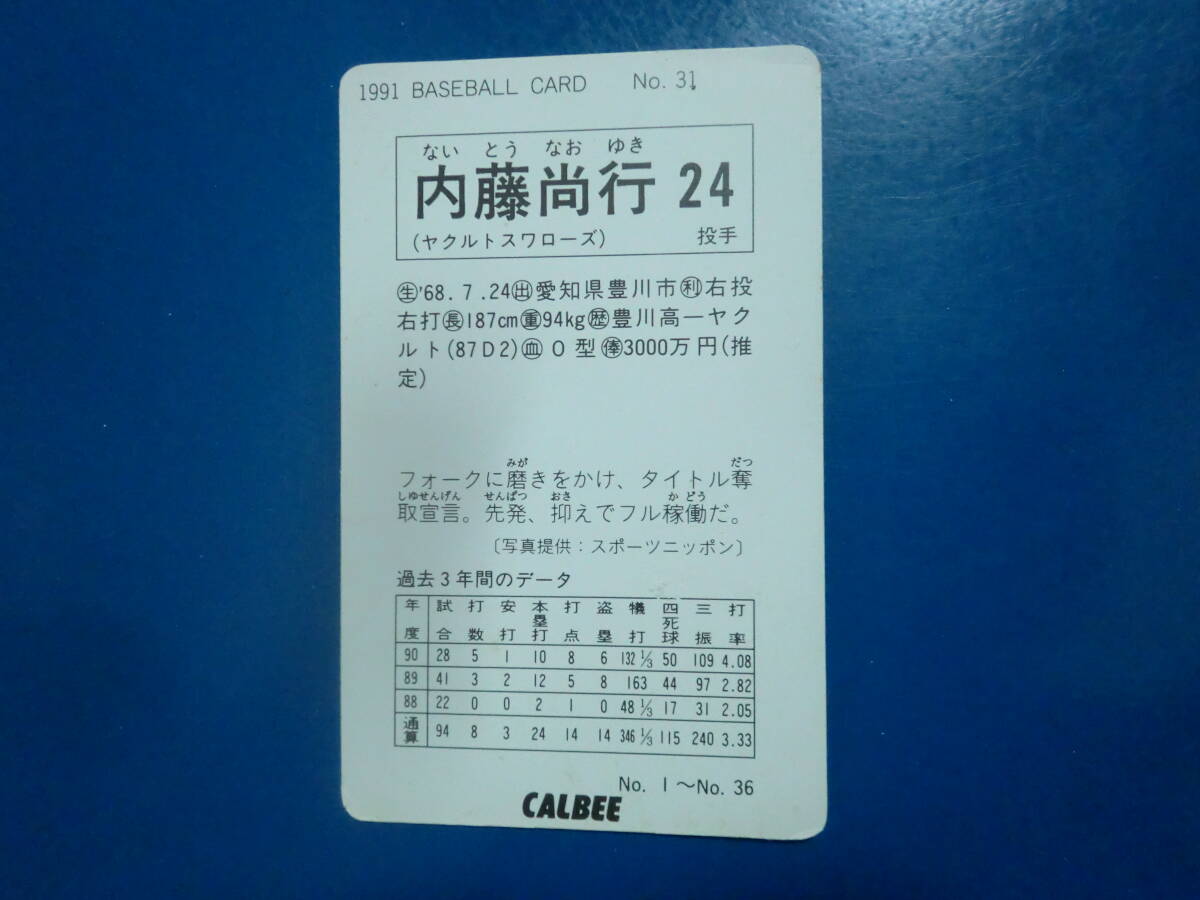 1991 BASEBALL CARD No. 31
ない とう なお ゆき
内藤尚行 24
(ヤクルトスワローズ) 投手
㊤'68. 7 .24㊦愛知県豊川市㊧右投
右打㊐187cm㊑94kg㊒豊川高ーヤク
ルト(87D2)㊓O型㊔3000万円(推
定)
みが だつ
フォークに磨きをかけ、タイトル奪
しゅせんげん せんぱつ おさ かどう
取宣言。先発、抑えでフル稼働だ。
〔写真提供：スポーツニッポン〕
過去3年間のデータ
年度 試合 打数 安打 本塁打 打点 盗塁 犠打 四死球 三振 打率
90 28 5 1 10 8 6 132 1/3 50 109 4.08
89 41 3 2 12 5 8 163 44 97 2.82
88 22 0 0 2 1 0 48 1/3 17 31 2.05
通算 94 8 3 24 14 14 346 1/3 115 240 3.33
No. 1～No. 36
CALBEE